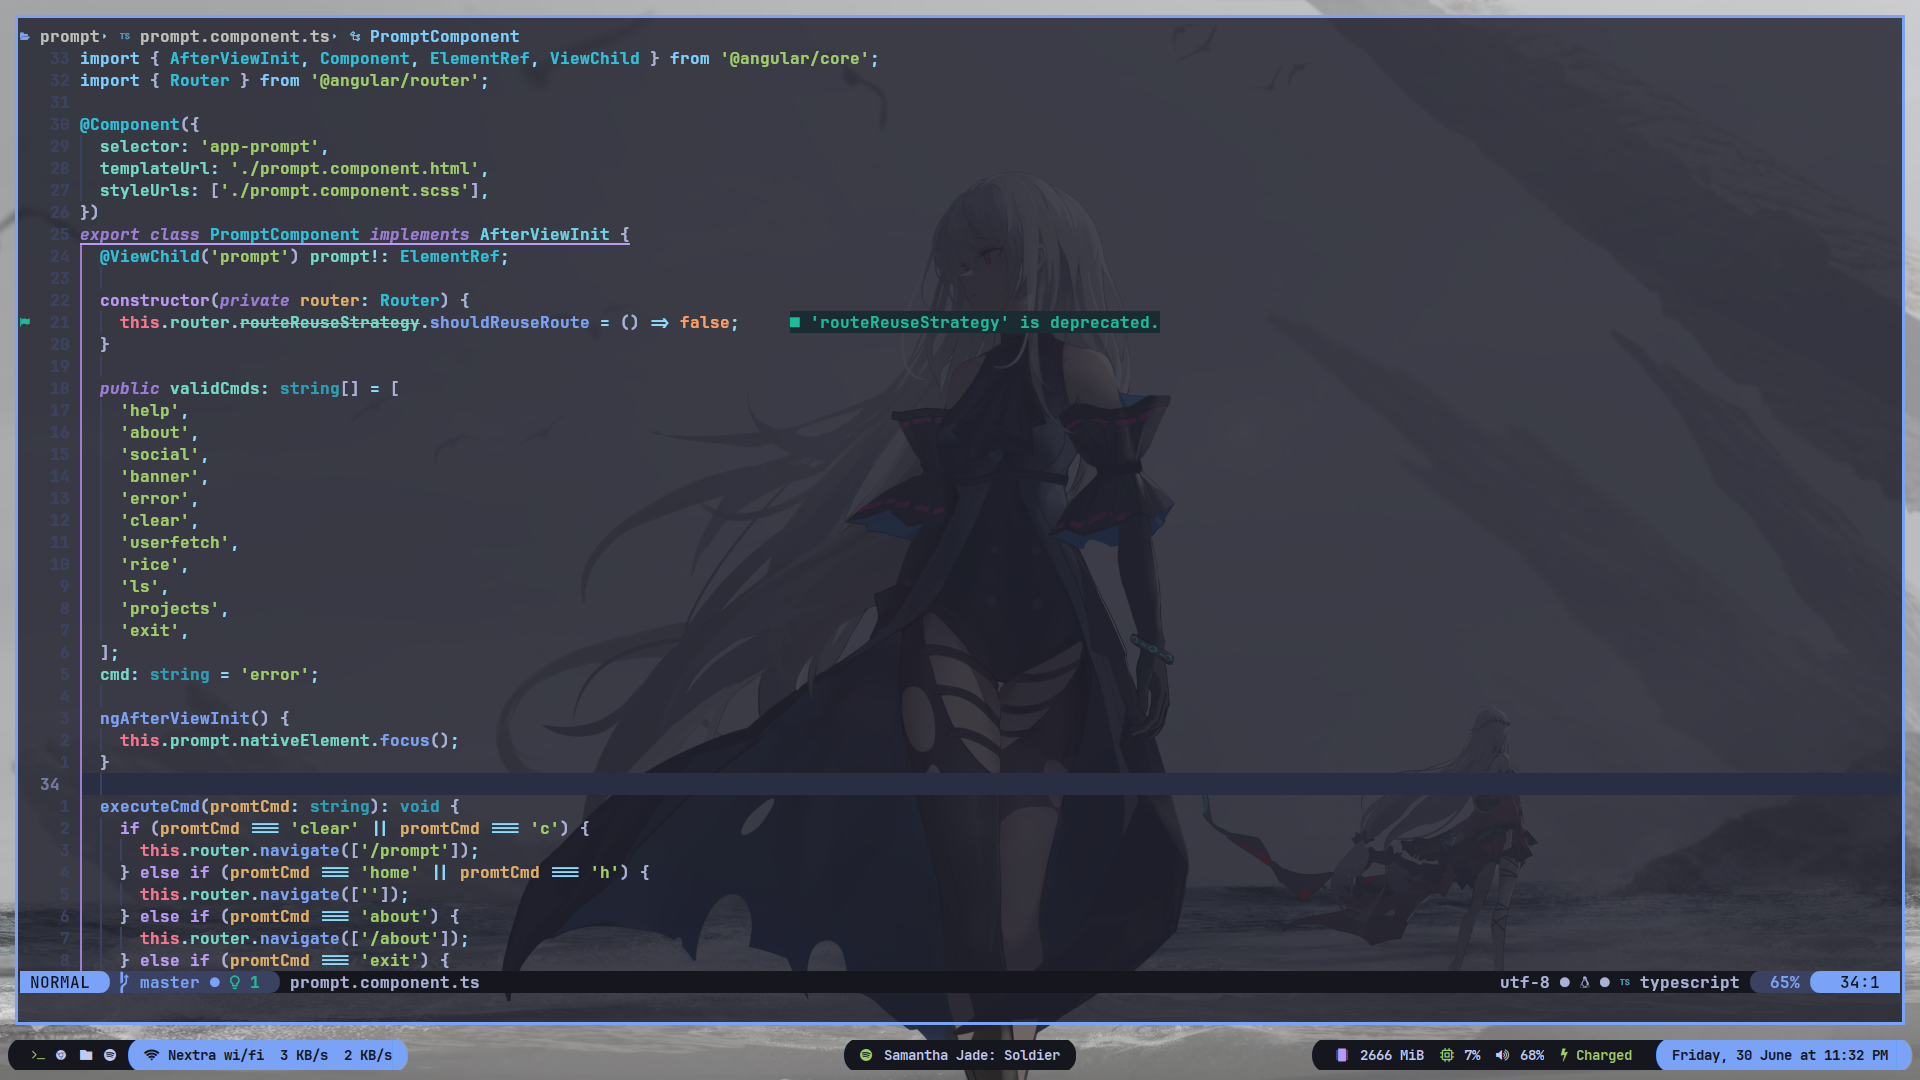 prompt › TS prompt.component.ts › PromptComponent
33 import { AfterViewInit, Component, ElementRef, ViewChild } from '@angular/core';
32 import { Router } from '@angular/router';
31
30 @Component({
29 selector: 'app-prompt',
28 templateUrl: './prompt.component.html',
27 styleUrls: ['./prompt.component.scss'],
26 })
25 export class PromptComponent implements AfterViewInit {
24 @ViewChild('prompt') prompt!: ElementRef;
23
22 constructor(private router: Router) {
21 this.router.routeReuseStrategy.shouldReuseRoute = () => false; ■ 'routeReuseStrategy' is deprecated.
20 }
19
18 public validCmds: string[] = [
17 'help',
16 'about',
15 'social',
14 'banner',
13 'error',
12 'clear',
11 'userfetch',
10 'rice',
9 'ls',
8 'projects',
7 'exit',
6 ];
5 cmd: string = 'error';
4
3 ngAfterViewInit() {
2 this.prompt.nativeElement.focus();
1 }
34
1 executeCmd(promtCmd: string): void {
2 if (promtCmd === 'clear' || promtCmd === 'c') {
3 this.router.navigate(['/prompt']);
4 } else if (promtCmd === 'home' || promtCmd === 'h') {
5 this.router.navigate(['']);
6 } else if (promtCmd === 'about') {
7 this.router.navigate(['/about']);
8 } else if (promtCmd === 'exit') {
NORMAL master ● 1 prompt.component.ts utf-8 ● ● TS typescript 65% 34:1
>_ Nextra wi/fi 3 KB/s 2 KB/s Samantha Jade: Soldier 2666 MiB 7% 68% Charged Friday, 30 June at 11:32 PM